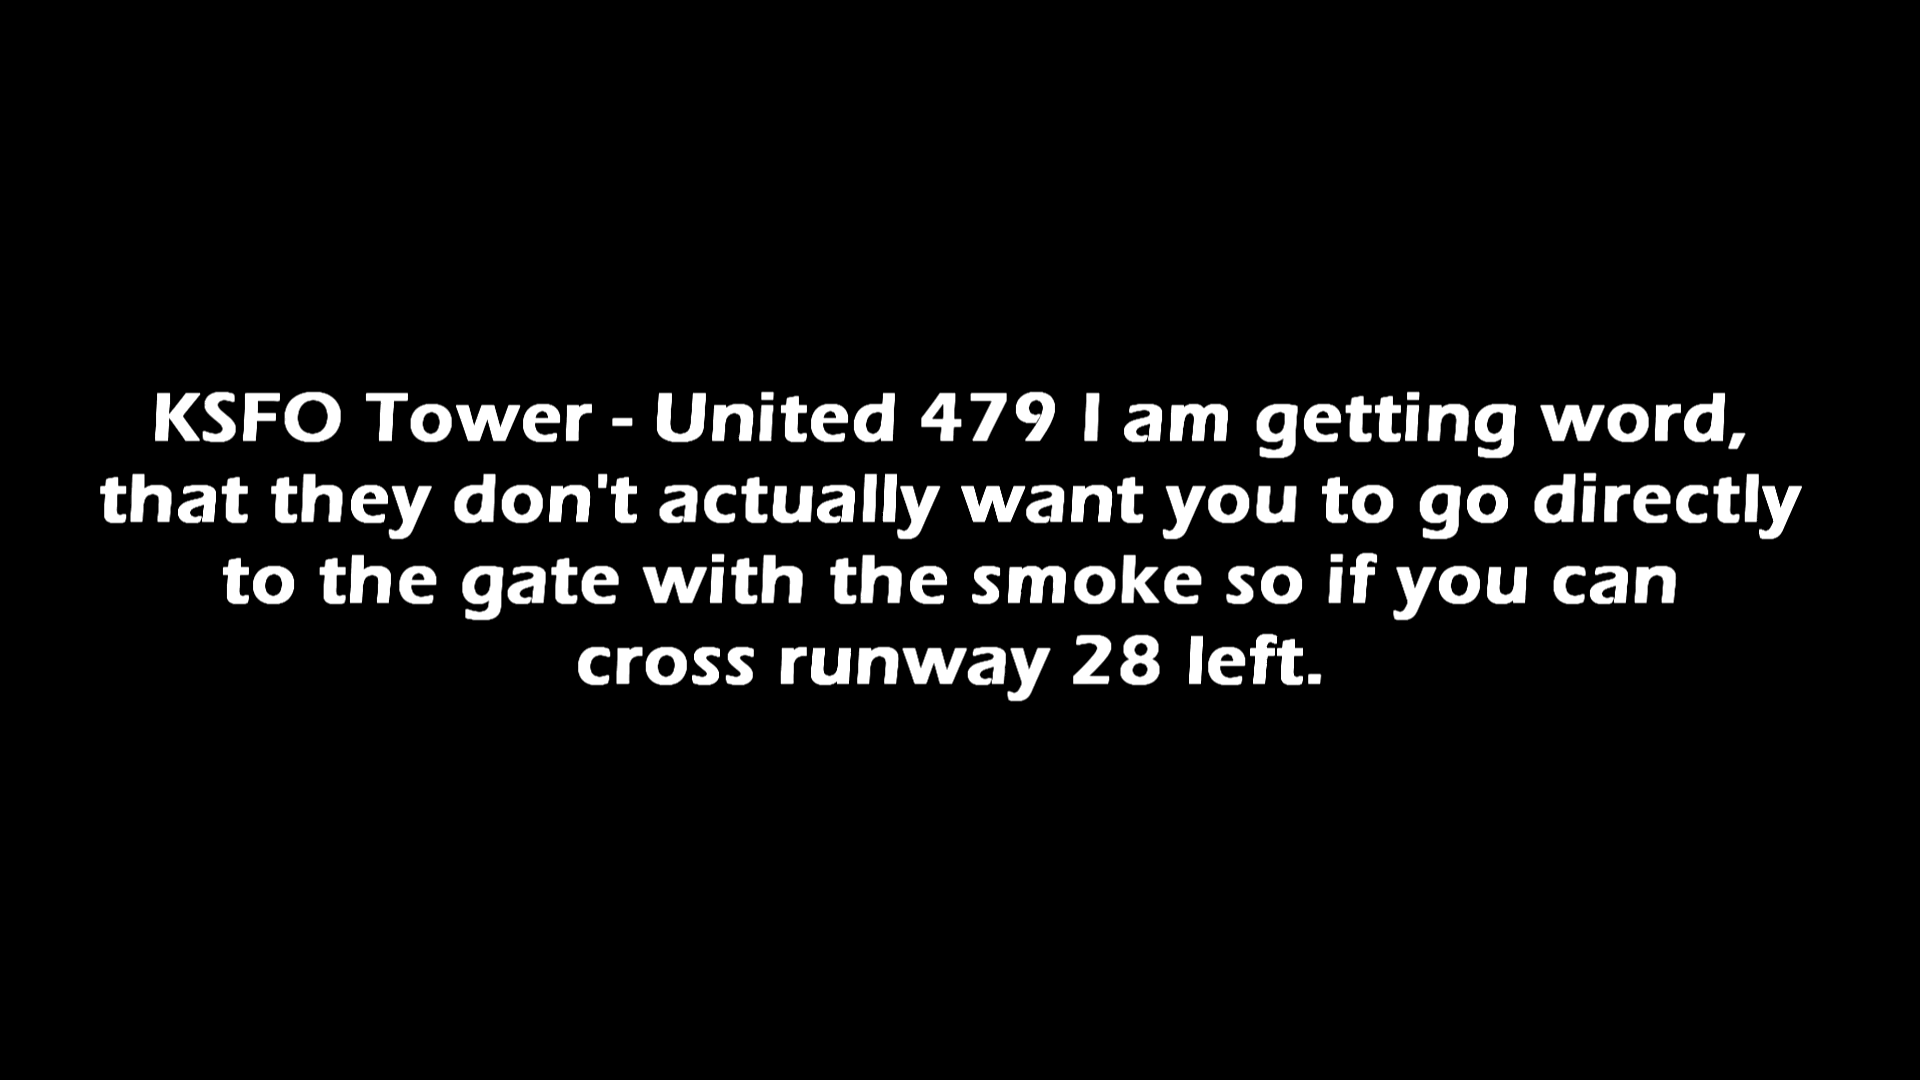 KSFO Tower - United 479 I am getting word,
that they don't actually want you to go directly
to the gate with the smoke so if you can
cross runway 28 left.